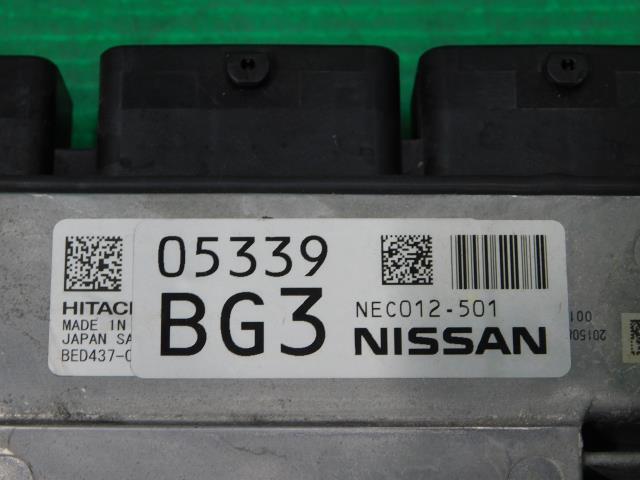 05339
BG3
NEC012-501
NISSAN
HITAC
MADE IN
JAPAN SA
BED437-0